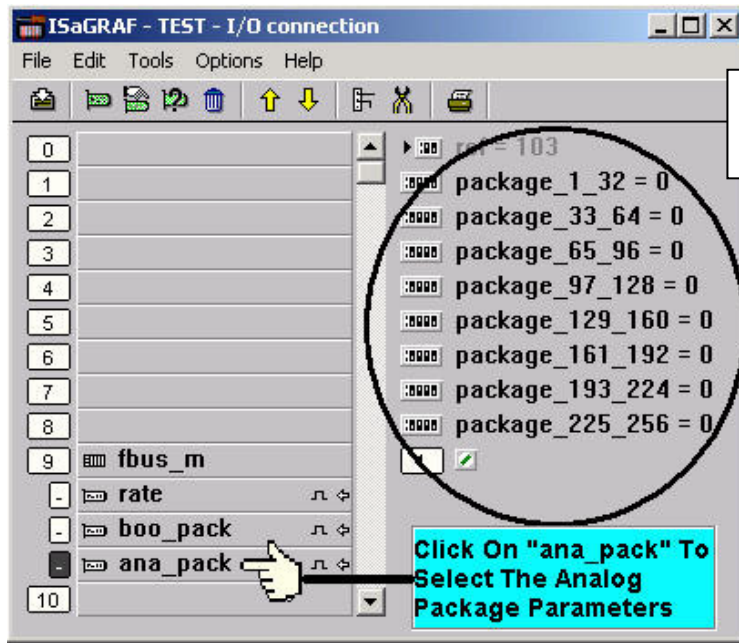 ISaGRAF - TEST - I/O connection
File Edit Tools Options Help
0
1
2
3
4
5
6
7
8
9 fbus_m
- rate
- boo_pack
- ana_pack
10
ref = 103
package_1_32 = 0
package_33_64 = 0
package_65_96 = 0
package_97_128 = 0
package_129_160 = 0
package_161_192 = 0
package_193_224 = 0
package_225_256 = 0
Click On "ana_pack" To
Select The Analog
Package Parameters